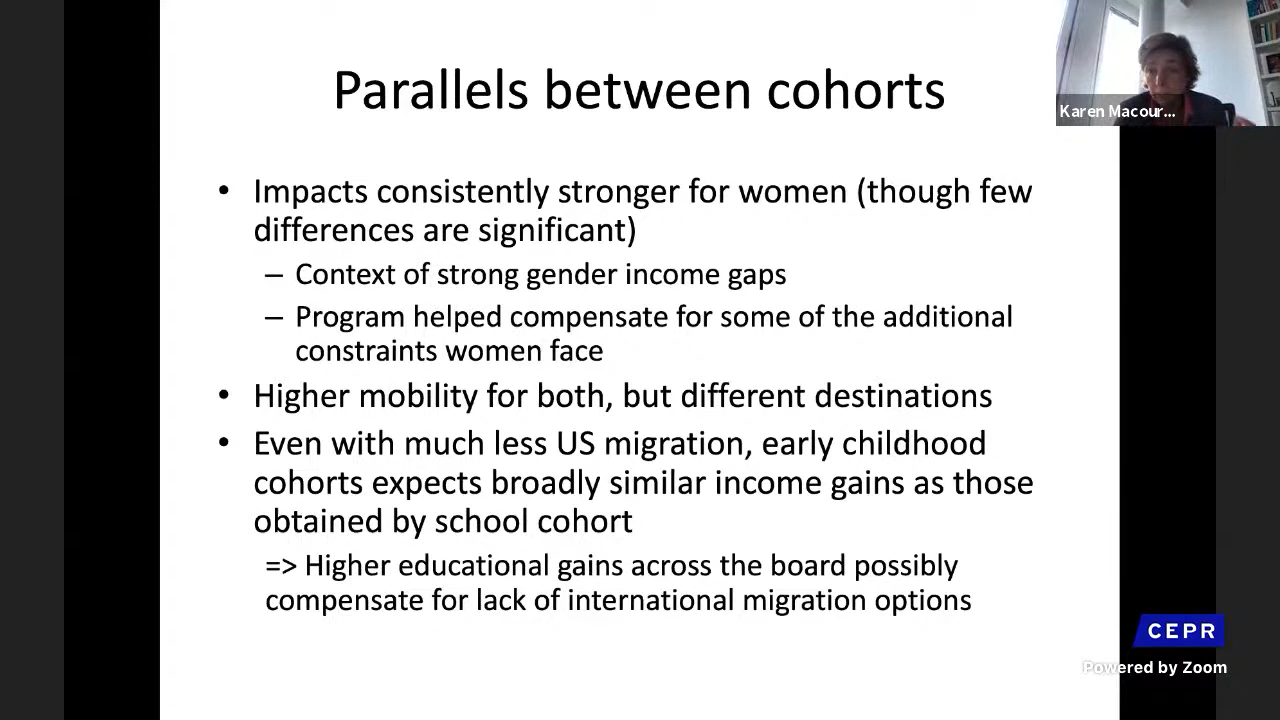 Parallels between cohorts
Karen Macour...
• Impacts consistently stronger for women (though few
differences are significant)
– Context of strong gender income gaps
– Program helped compensate for some of the additional
constraints women face
• Higher mobility for both, but different destinations
• Even with much less US migration, early childhood
cohorts expects broadly similar income gains as those
obtained by school cohort
=> Higher educational gains across the board possibly
compensate for lack of international migration options
CEPR
Powered by Zoom